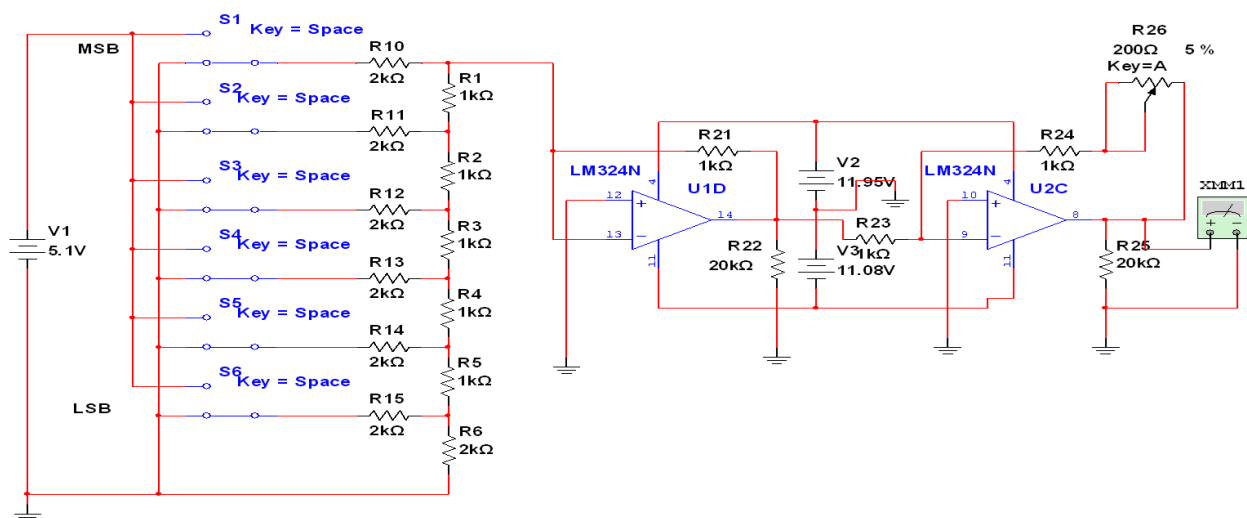 S1
Key = Space
MSB
R10
2kΩ
R1
1kΩ
S2
Key = Space
R11
2kΩ
R2
1kΩ
S3
Key = Space
R12
2kΩ
R3
1kΩ
S4
Key = Space
R13
2kΩ
R4
1kΩ
S5
Key = Space
R14
2kΩ
R5
1kΩ
S6
Key = Space
LSB
R15
2kΩ
R6
2kΩ
V1
5.1V
LM324N
U1D
12
13
14
4
11
R21
1kΩ
R22
20kΩ
V2
11.95V
V3
11.08V
R23
1kΩ
LM324N
U2C
10
9
8
4
11
R24
1kΩ
R25
20kΩ
R26
200Ω 5 %
Key=A
XMM1